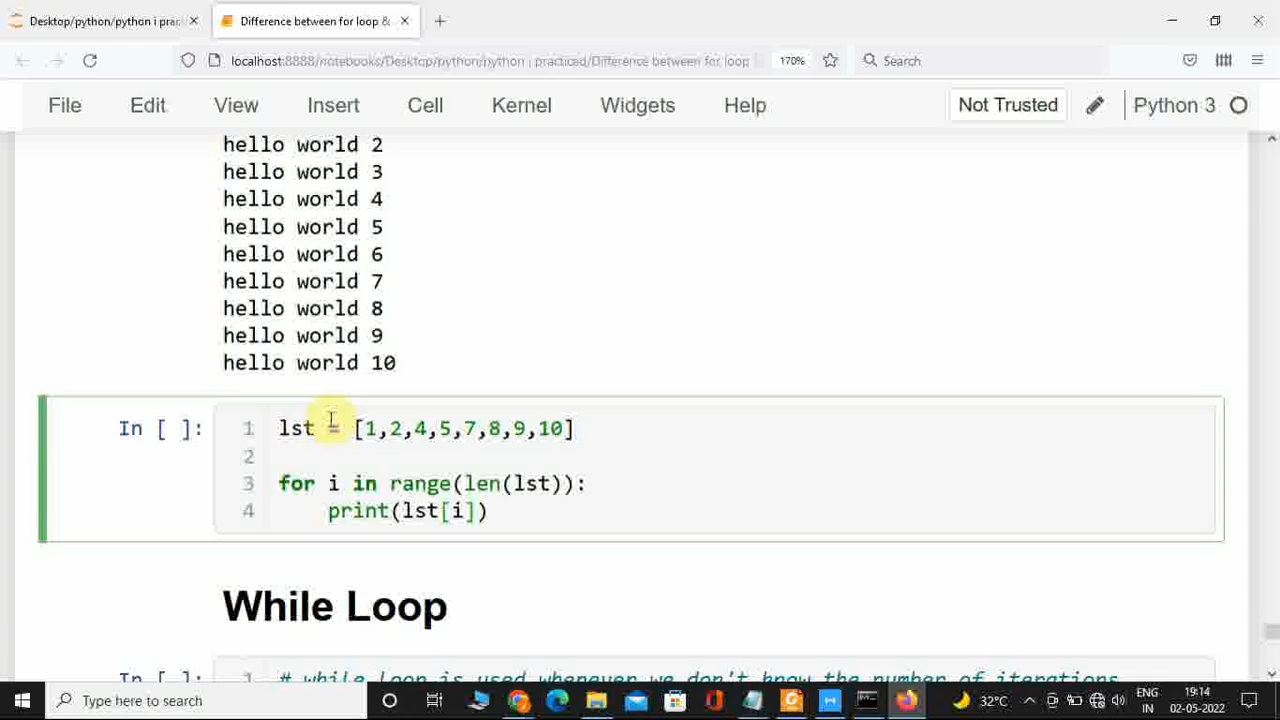 Desktop/python/python i pract
Difference between for loop &
localhost:8888/notebooks/Desktop/python/python i practiced/Difference between for loop
170%
Search
File Edit View Insert Cell Kernel Widgets Help
Not Trusted
Python 3
hello world 2
hello world 3
hello world 4
hello world 5
hello world 6
hello world 7
hello world 8
hello world 9
hello world 10
In [ ]:
1 lst = [1,2,4,5,7,8,9,10]
2
3 for i in range(len(lst)):
4 print(lst[i])
While Loop
In [ ]:
1 # while loop is used whenever we don't know the number of iterations
Type here to search
32°C
ENG
IN
19:14
02-05-2022